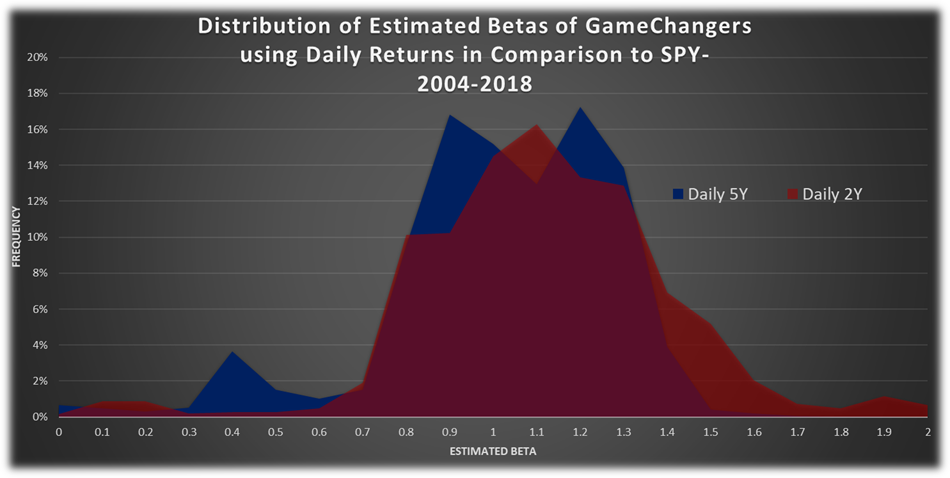 Distribution of Estimated Betas of GameChangers
using Daily Returns in Comparison to SPY-
2004-2018
20%
18%
16%
14%
12%
10%
8%
6%
4%
2%
0%
FREQUENCY
Daily 5Y Daily 2Y
0 0.1 0.2 0.3 0.4 0.5 0.6 0.7 0.8 0.9 1 1.1 1.2 1.3 1.4 1.5 1.6 1.7 1.8 1.9 2
ESTIMATED BETA